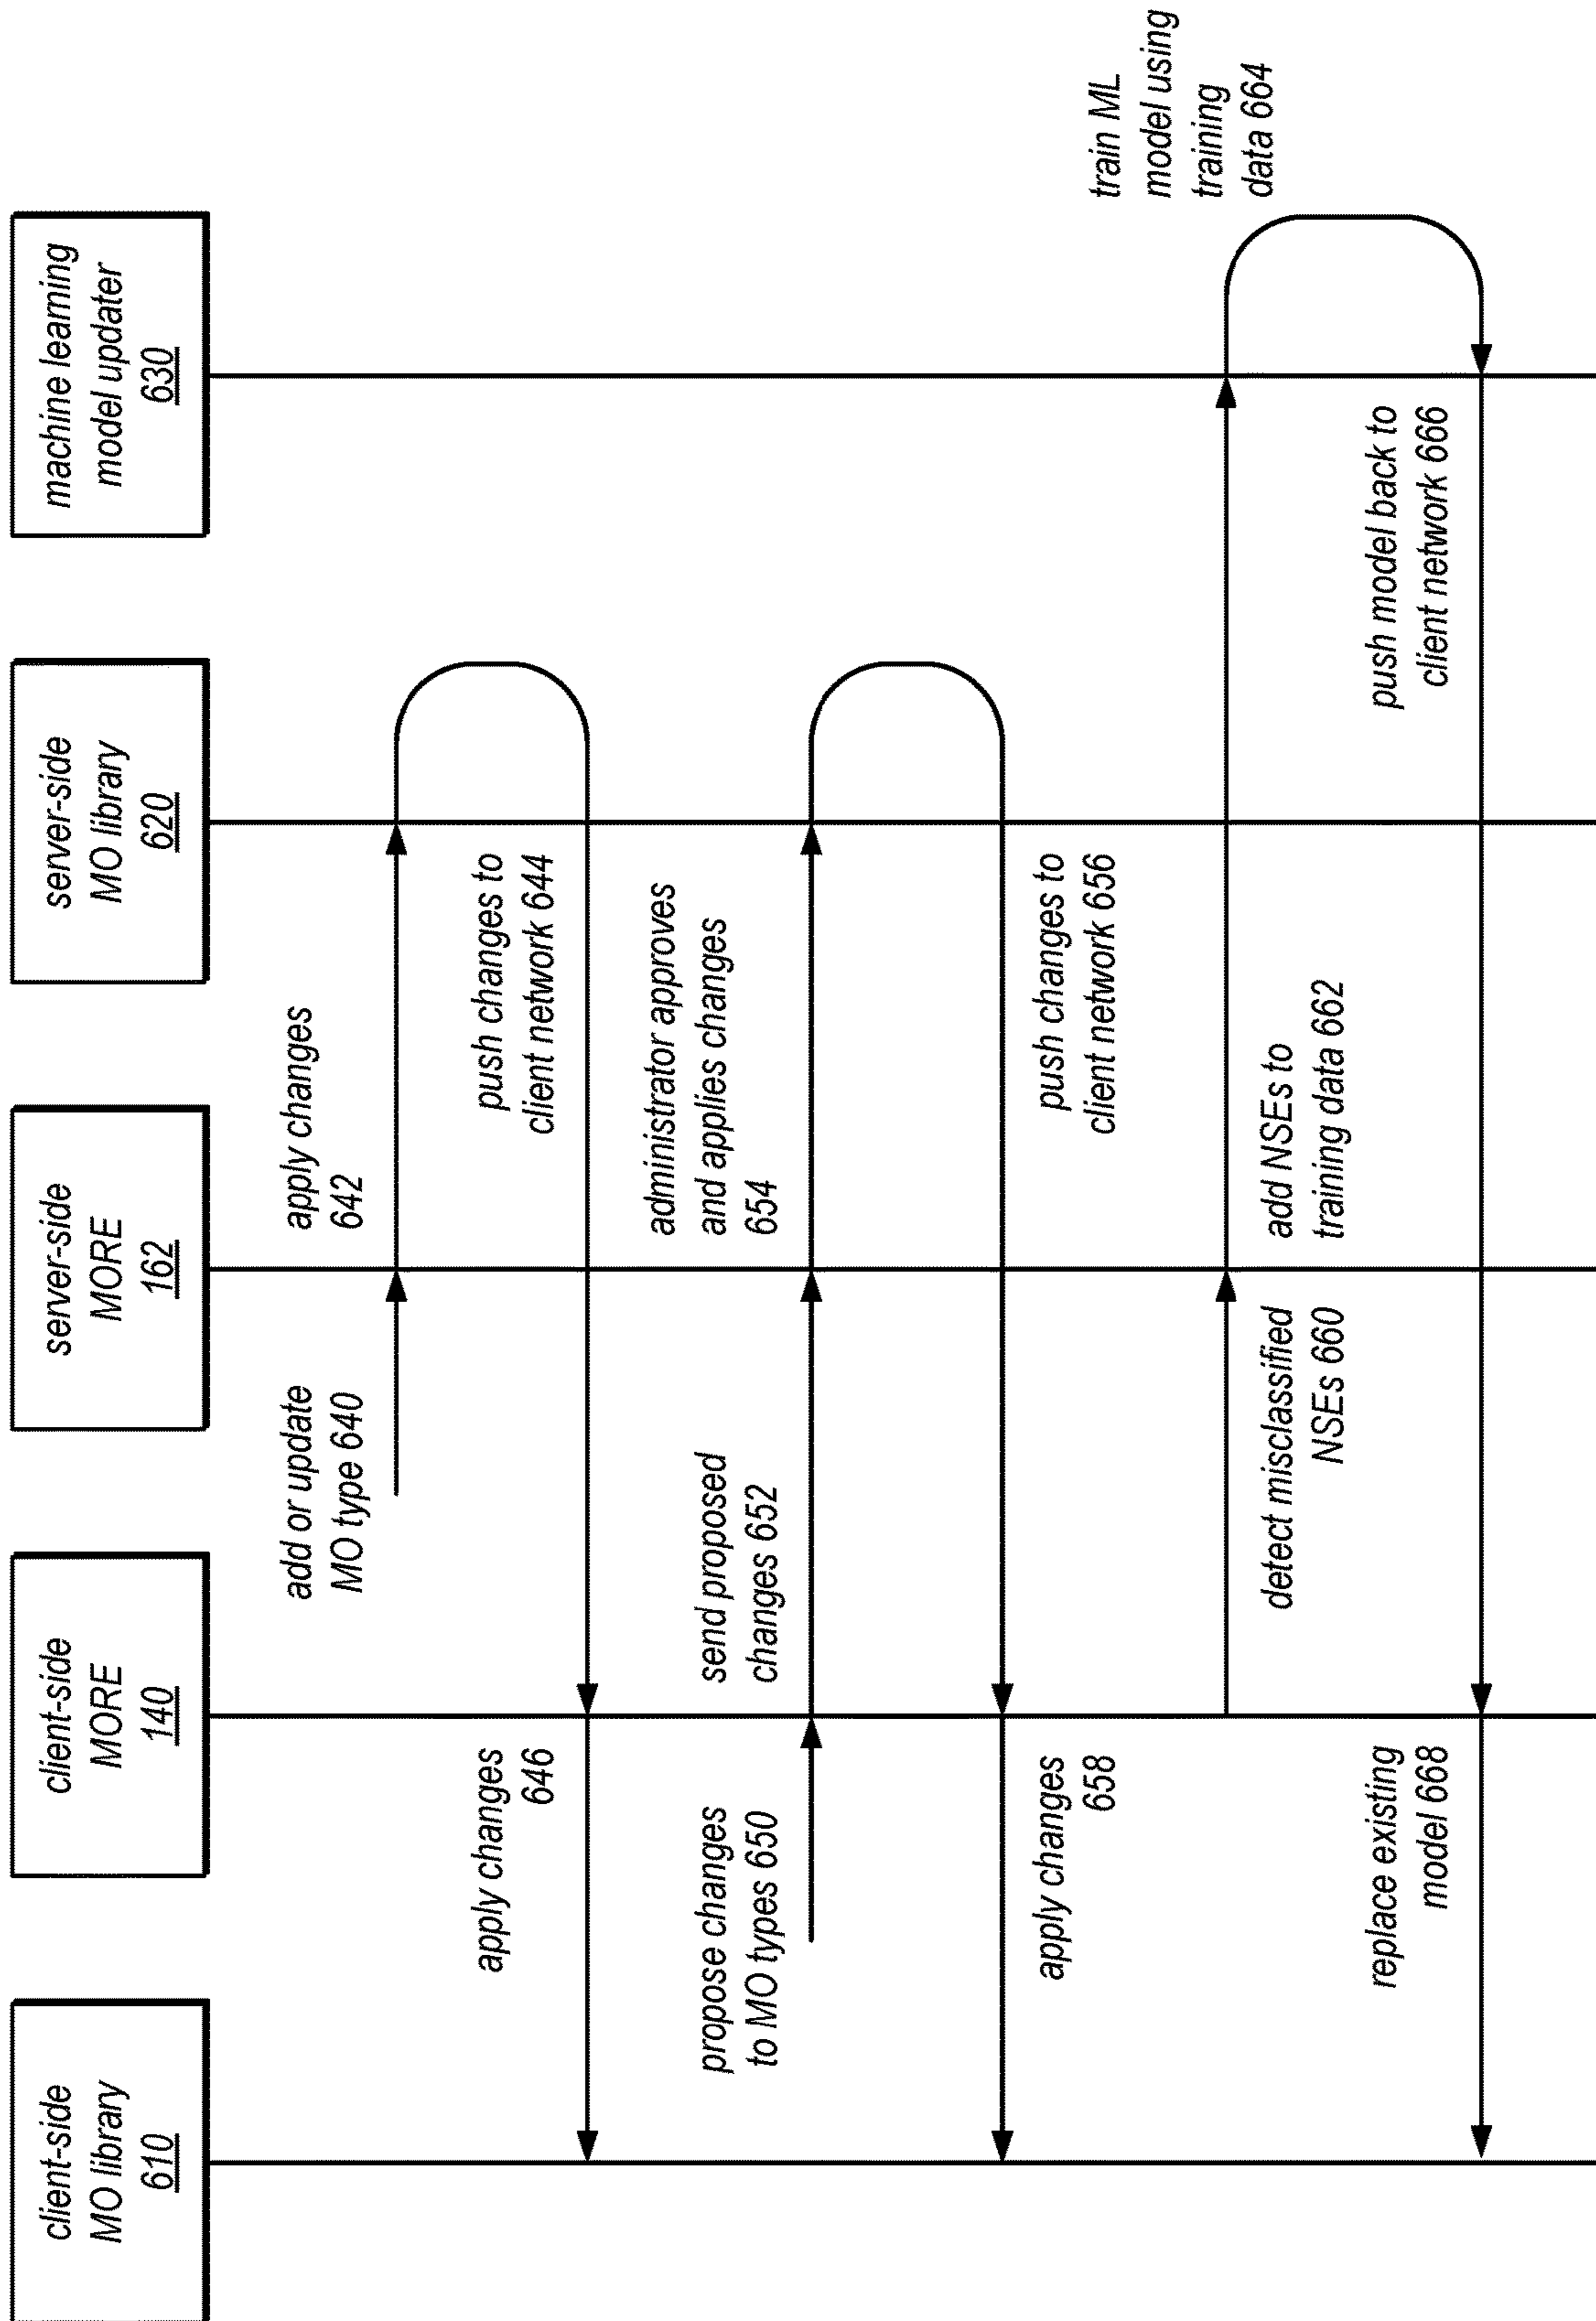 client-side
MO library
610
client-side
MORE
140
server-side
MORE
162
server-side
MO library
620
machine learning
model updater
630
add or update
MO type 640
apply changes
642
push changes to
client network 644
apply changes
646
propose changes
to MO types 650
send proposed
changes 652
administrator approves
and applies changes
654
push changes to
client network 656
apply changes
658
detect misclassified
NSEs 660
add NSEs to
training data 662
train ML
model using
training
data 664
push model back to
client network 666
replace existing
model 668